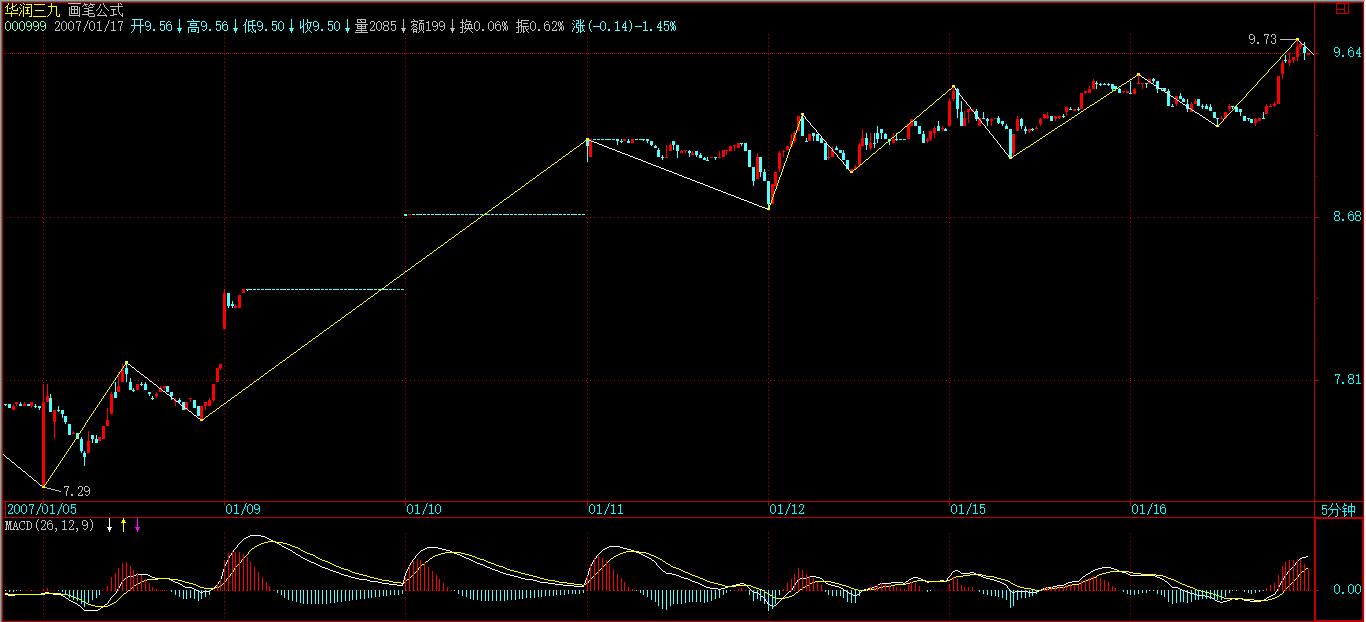 华润三九 画笔公式
000999 2007/01/17 开9.56↓高9.56↓低9.50↓收9.50↓量2085↓额199↓换0.06% 振0.62% 涨(-0.14)-1.45%
9.73
9.64
8.68
7.81
7.29
2007/01/05 01/09 01/10 01/11 01/12 01/15 01/16 5分钟
MACD(26,12,9) ↓ ↑ ↓
0.00